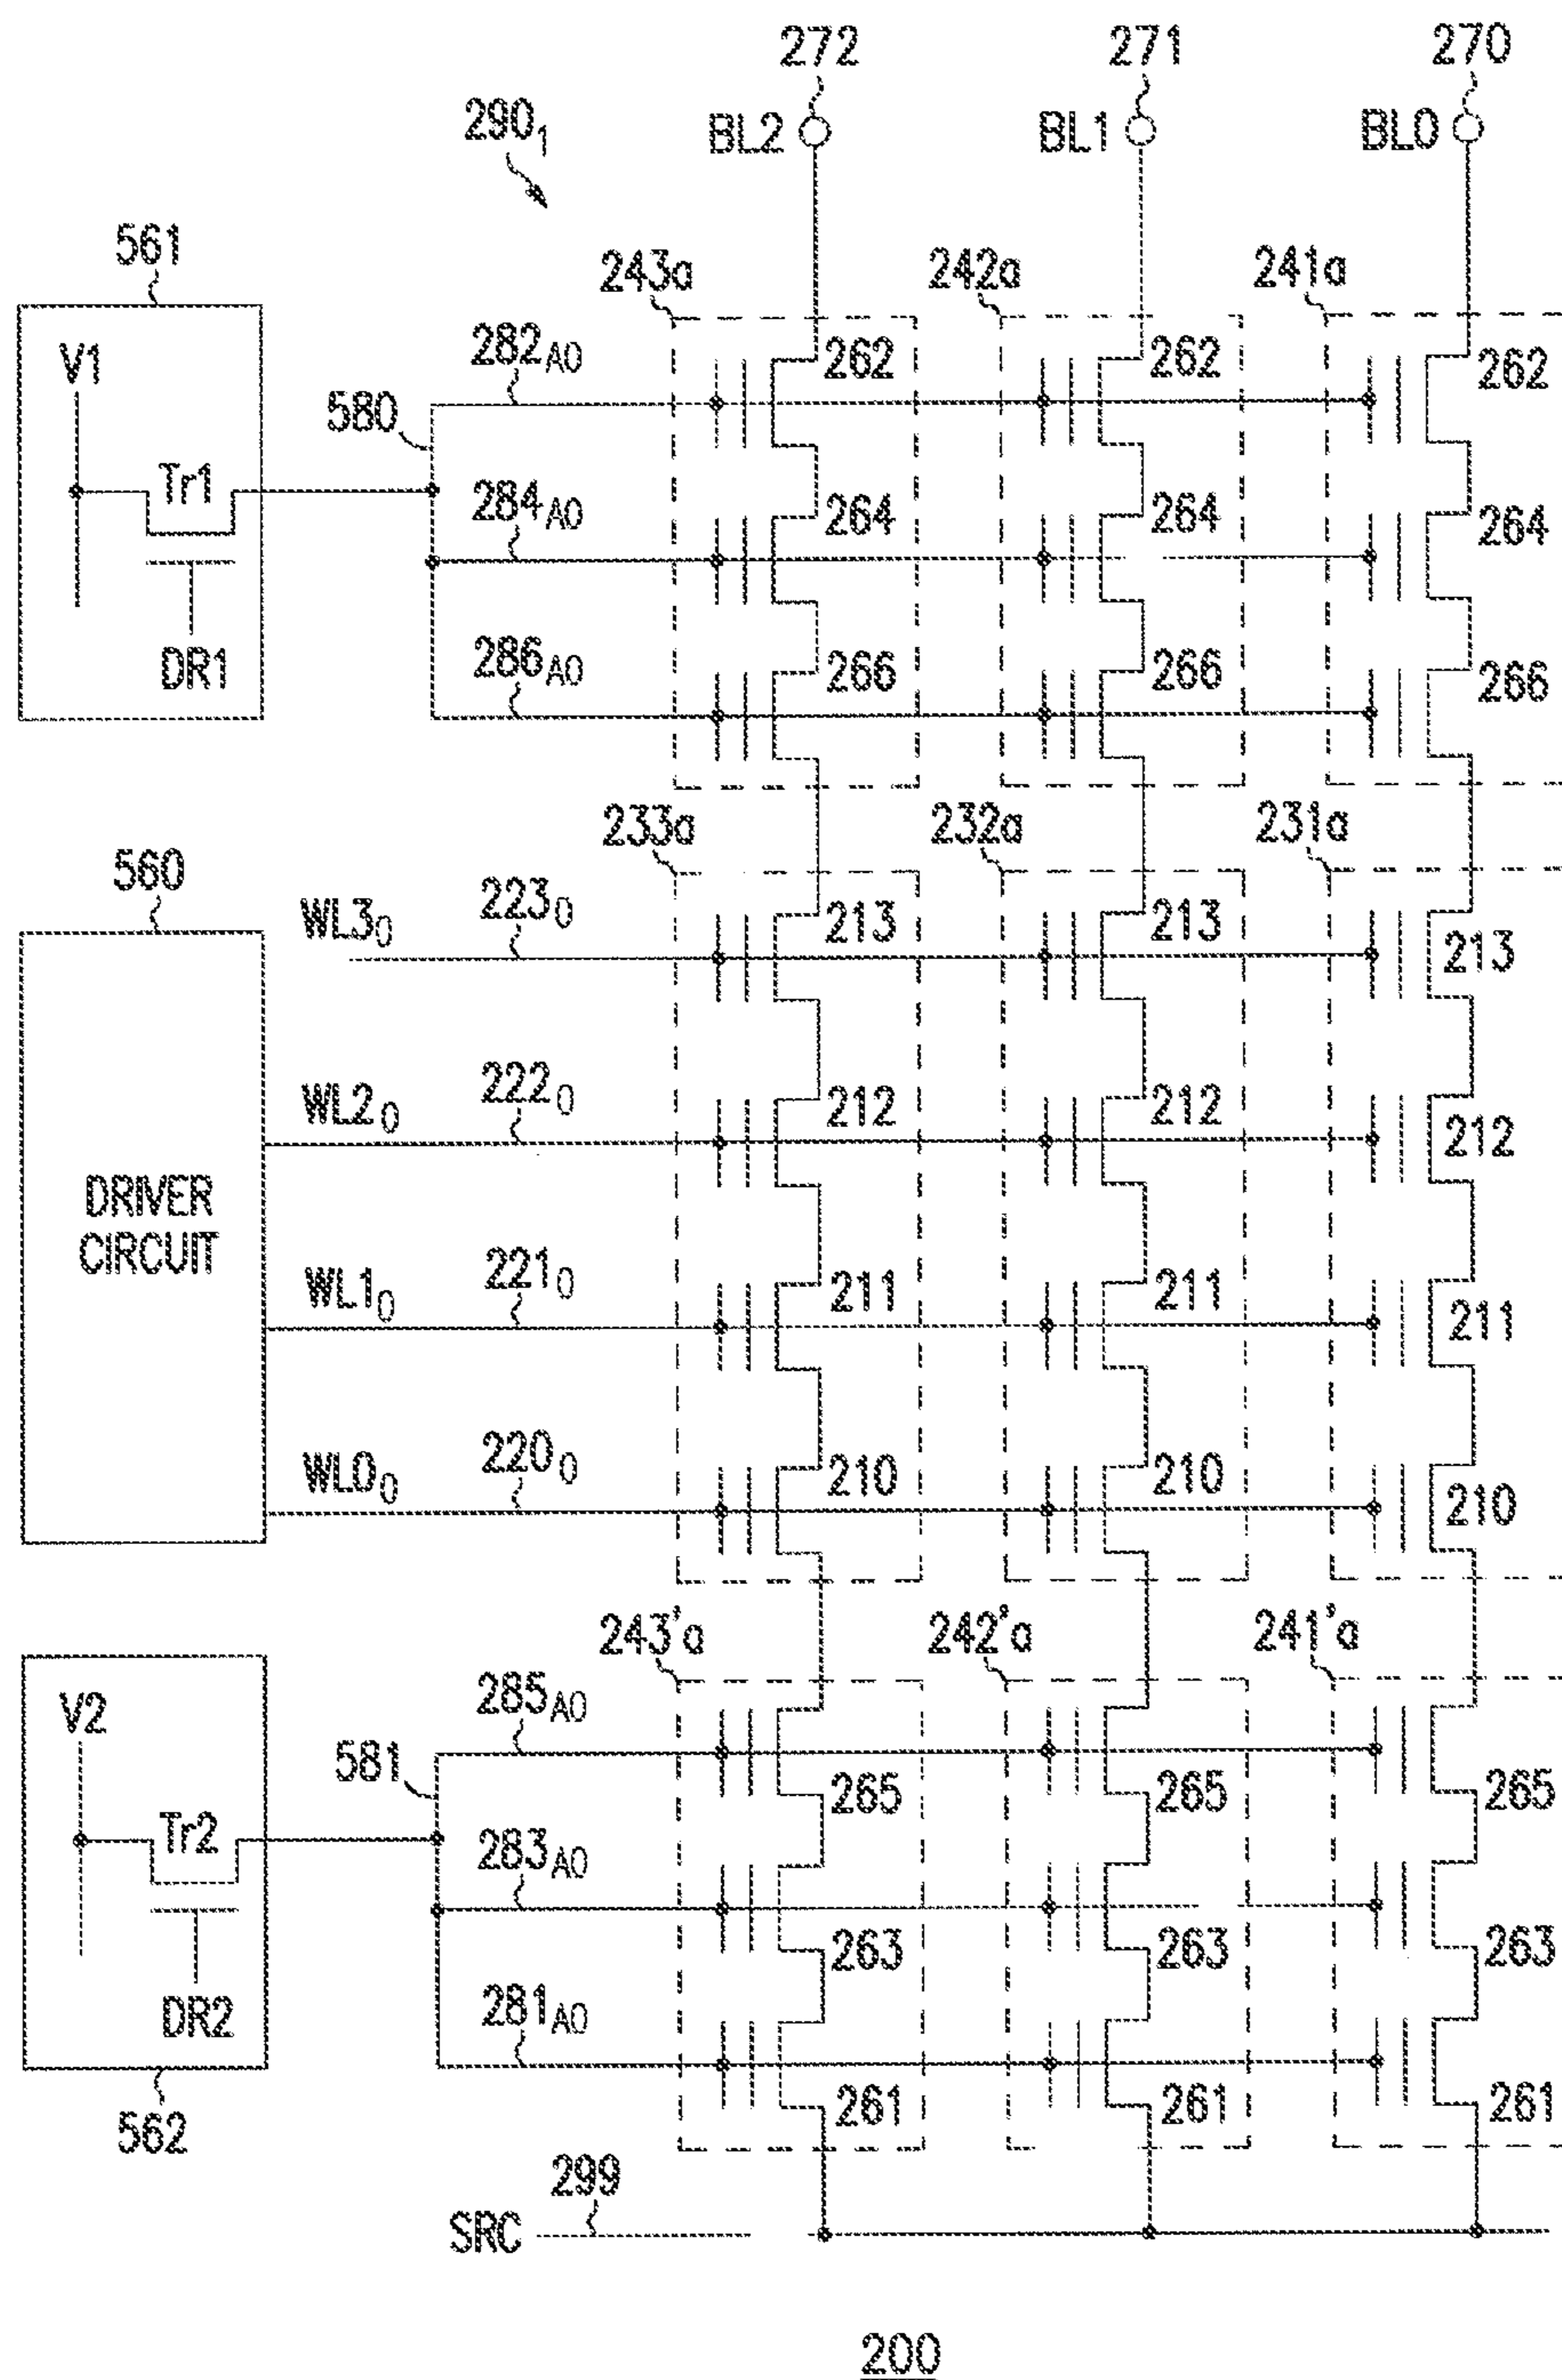 272 271 270
290₁ BL2 BL1 BL0
561 243a 242a 241a
V1 282A0 262 262 262
580
Tr1 284A0 264 264 264
DR1 286A0 266 266 266
233a 232a 231a
560 WL3₀ 223₀ 213 213 213
WL2₀ 222₀ 212 212 212
DRIVER
CIRCUIT
WL1₀ 221₀ 211 211 211
WL0₀ 220₀ 210 210 210
243'a 242'a 241'a
V2 285A0
581 265 265 265
Tr2 283A0
263 263 263
DR2 281A0
562 261 261 261
299
SRC
200